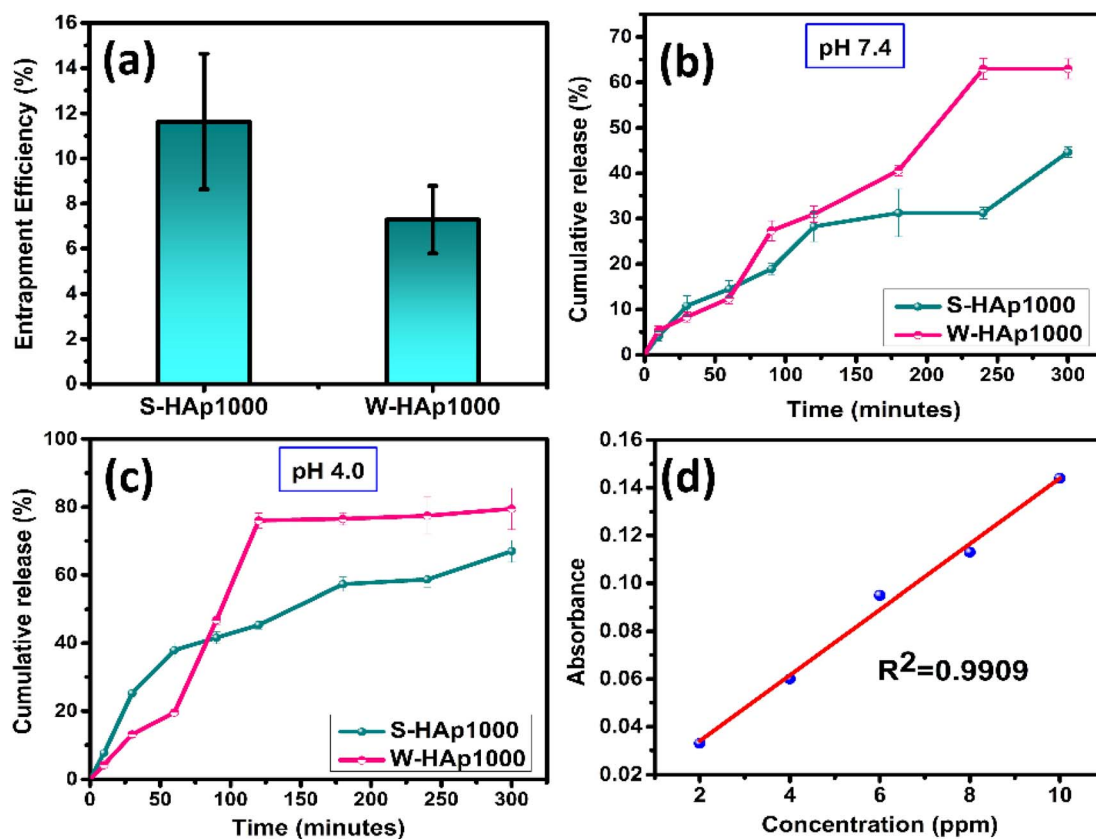 (a)
Entrapment Efficiency (%)
16
14
12
10
8
6
4
2
0
S-HAp1000 W-HAp1000
(b)
pH 7.4
Cumulative release (%)
70
60
50
40
30
20
10
0
S-HAp1000
W-HAp1000
0 50 100 150 200 250 300
Time (minutes)
(c)
pH 4.0
Cumulative release (%)
100
80
60
40
20
0
S-HAp1000
W-HAp1000
0 50 100 150 200 250 300
Time (minutes)
(d)
Absorbance
0.16
0.14
0.12
0.10
0.08
0.06
0.04
0.02
R²=0.9909
2 4 6 8 10
Concentration (ppm)